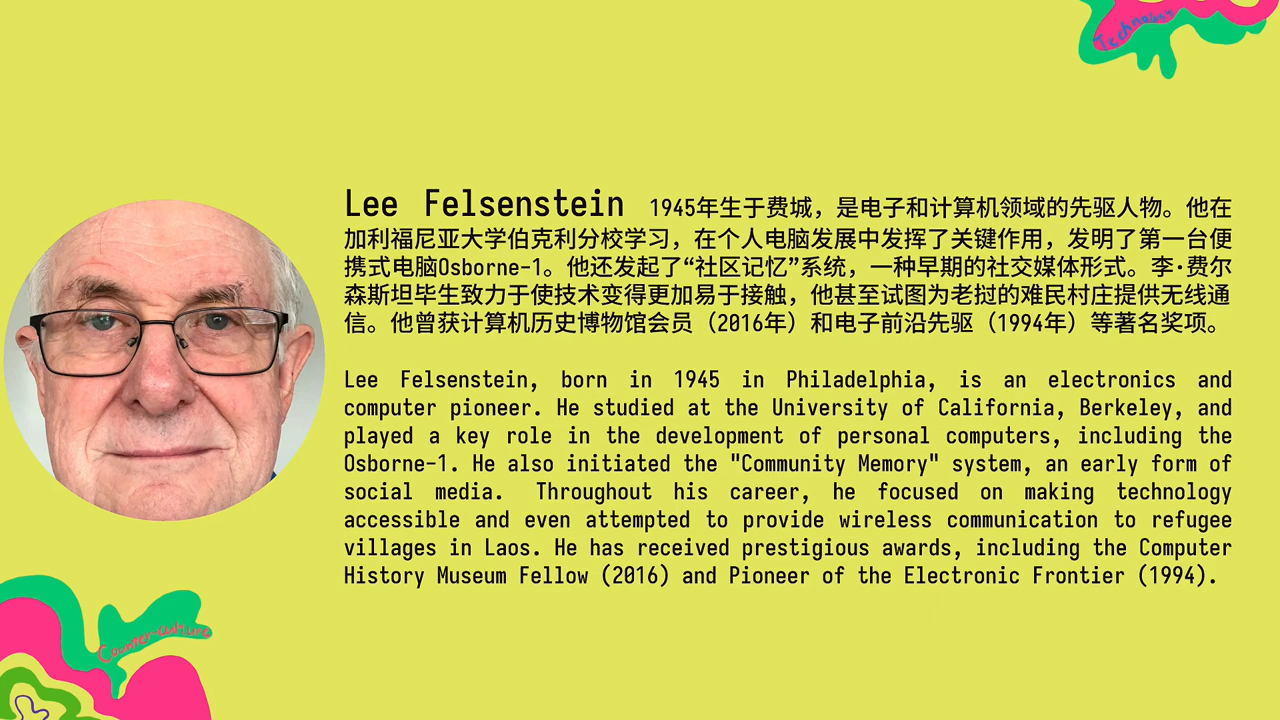 Technology
Lee Felsenstein 1945年生于费城，是电子和计算机领域的先驱人物。他在
加利福尼亚大学伯克利分校学习，在个人电脑发展中发挥了关键作用，发明了第一台便
携式电脑Osborne-1。他还发起了“社区记忆”系统，一种早期的社交媒体形式。李·费尔
森斯坦毕生致力于使技术变得更加易于接触，他甚至试图为老挝的难民村庄提供无线通
信。他曾获计算机历史博物馆会员（2016年）和电子前沿先驱（1994年）等著名奖项。
Lee Felsenstein, born in 1945 in Philadelphia, is an electronics and
computer pioneer. He studied at the University of California, Berkeley, and
played a key role in the development of personal computers, including the
Osborne-1. He also initiated the "Community Memory" system, an early form of
social media. Throughout his career, he focused on making technology
accessible and even attempted to provide wireless communication to refugee
villages in Laos. He has received prestigious awards, including the Computer
History Museum Fellow (2016) and Pioneer of the Electronic Frontier (1994).
Counter-culture